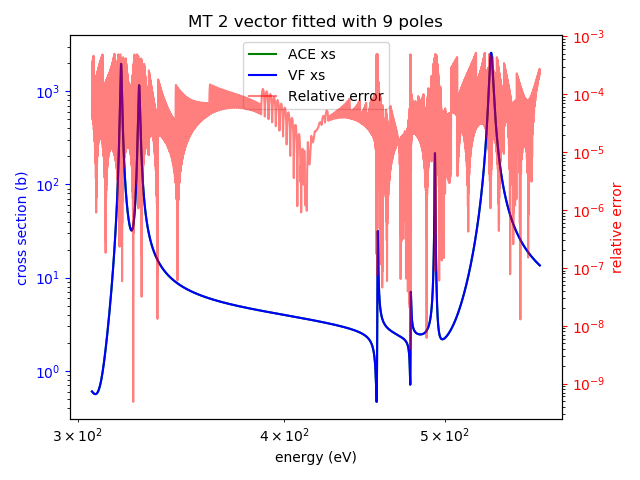 MT 2 vector fitted with 9 poles
ACE xs
VF xs
Relative error
cross section (b)
10³
10²
10¹
10⁰
10⁻³
10⁻⁴
10⁻⁵
10⁻⁶
10⁻⁷
10⁻⁸
10⁻⁹
relative error
3 × 10² 4 × 10² 5 × 10²
energy (eV)